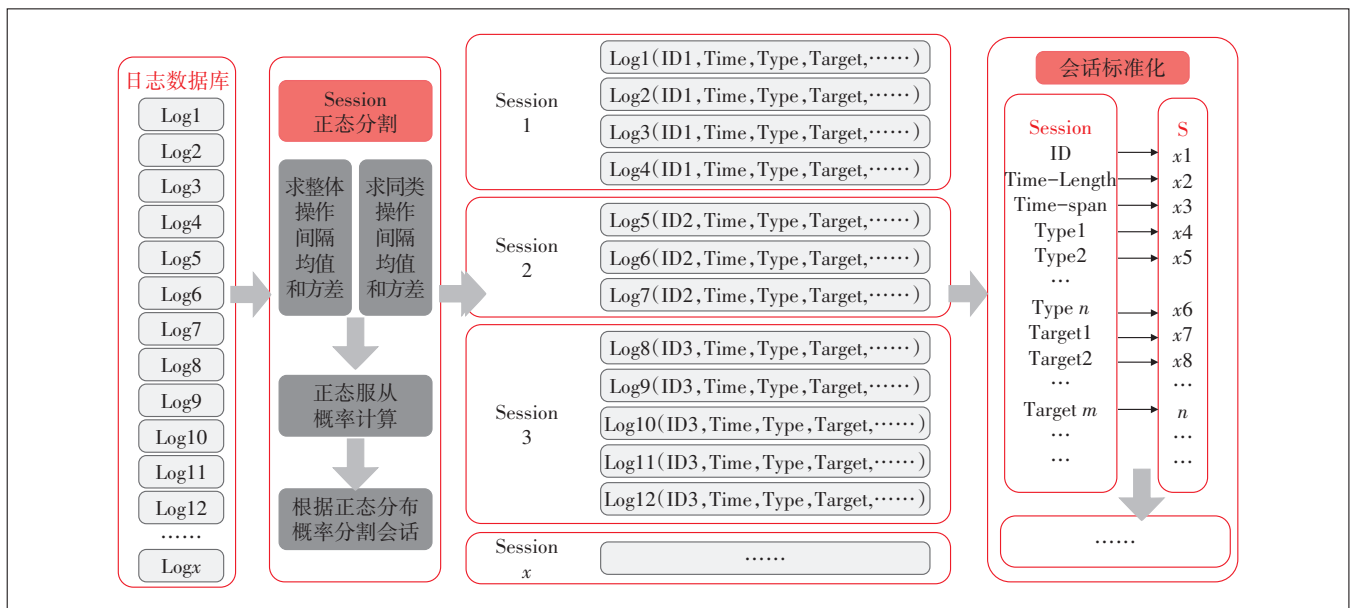 日志数据库
Log1
Log2
Log3
Log4
Log5
Log6
Log7
Log8
Log9
Log10
Log11
Log12
……
Logx
Session
正态分割
求整体
操作
间隔
均值
和方差
求同类
操作
间隔
均值
和方差
正态服从
概率计算
根据正态分布
概率分割会话
Session
1
Log1(ID1,Time,Type,Target,……)
Log2(ID1,Time,Type,Target,……)
Log3(ID1,Time,Type,Target,……)
Log4(ID1,Time,Type,Target,……)
Session
2
Log5(ID2,Time,Type,Target,……)
Log6(ID2,Time,Type,Target,……)
Log7(ID2,Time,Type,Target,……)
Session
3
Log8(ID3,Time,Type,Target,……)
Log9(ID3,Time,Type,Target,……)
Log10(ID3,Time,Type,Target,……)
Log11(ID3,Time,Type,Target,……)
Log12(ID3,Time,Type,Target,……)
Session
x
……
会话标准化
Session
ID
Time-Length
Time-span
Type1
Type2
…
Type n
Target1
Target2
…
Target m
…
…
S
x1
x2
x3
x4
x5
x6
x7
x8
…
n
…
…
……